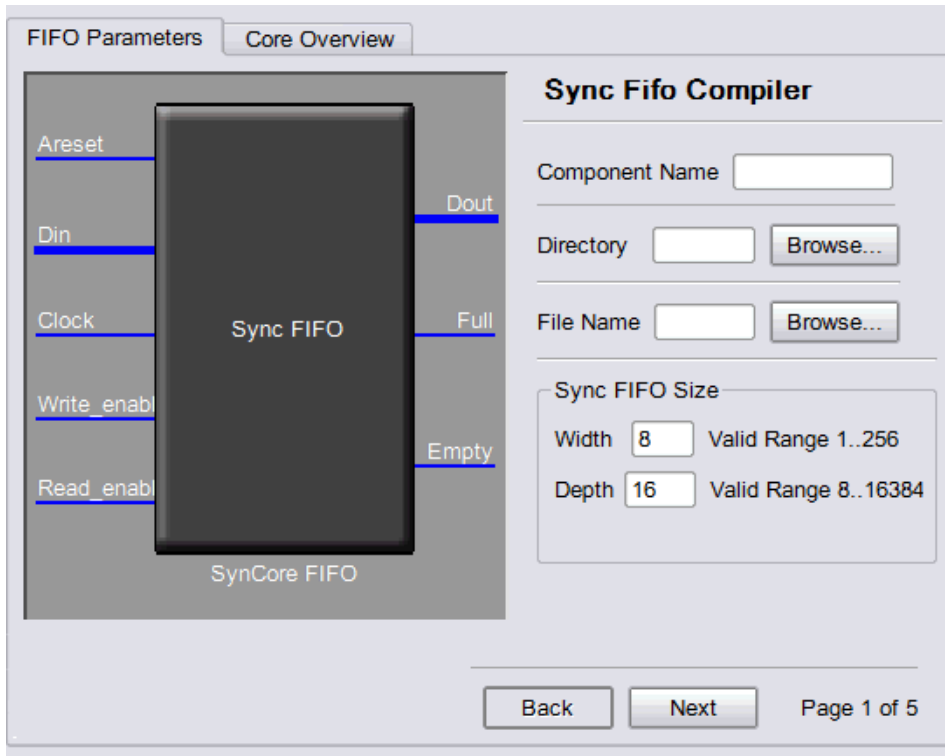 FIFO Parameters
Core Overview
Areset
Din
Clock
Write_enabl
Read_enabl
Sync FIFO
Dout
Full
Empty
SynCore FIFO
Sync Fifo Compiler
Component Name
Directory
Browse...
File Name
Browse...
Sync FIFO Size
Width 8 Valid Range 1..256
Depth 16 Valid Range 8..16384
Back
Next
Page 1 of 5